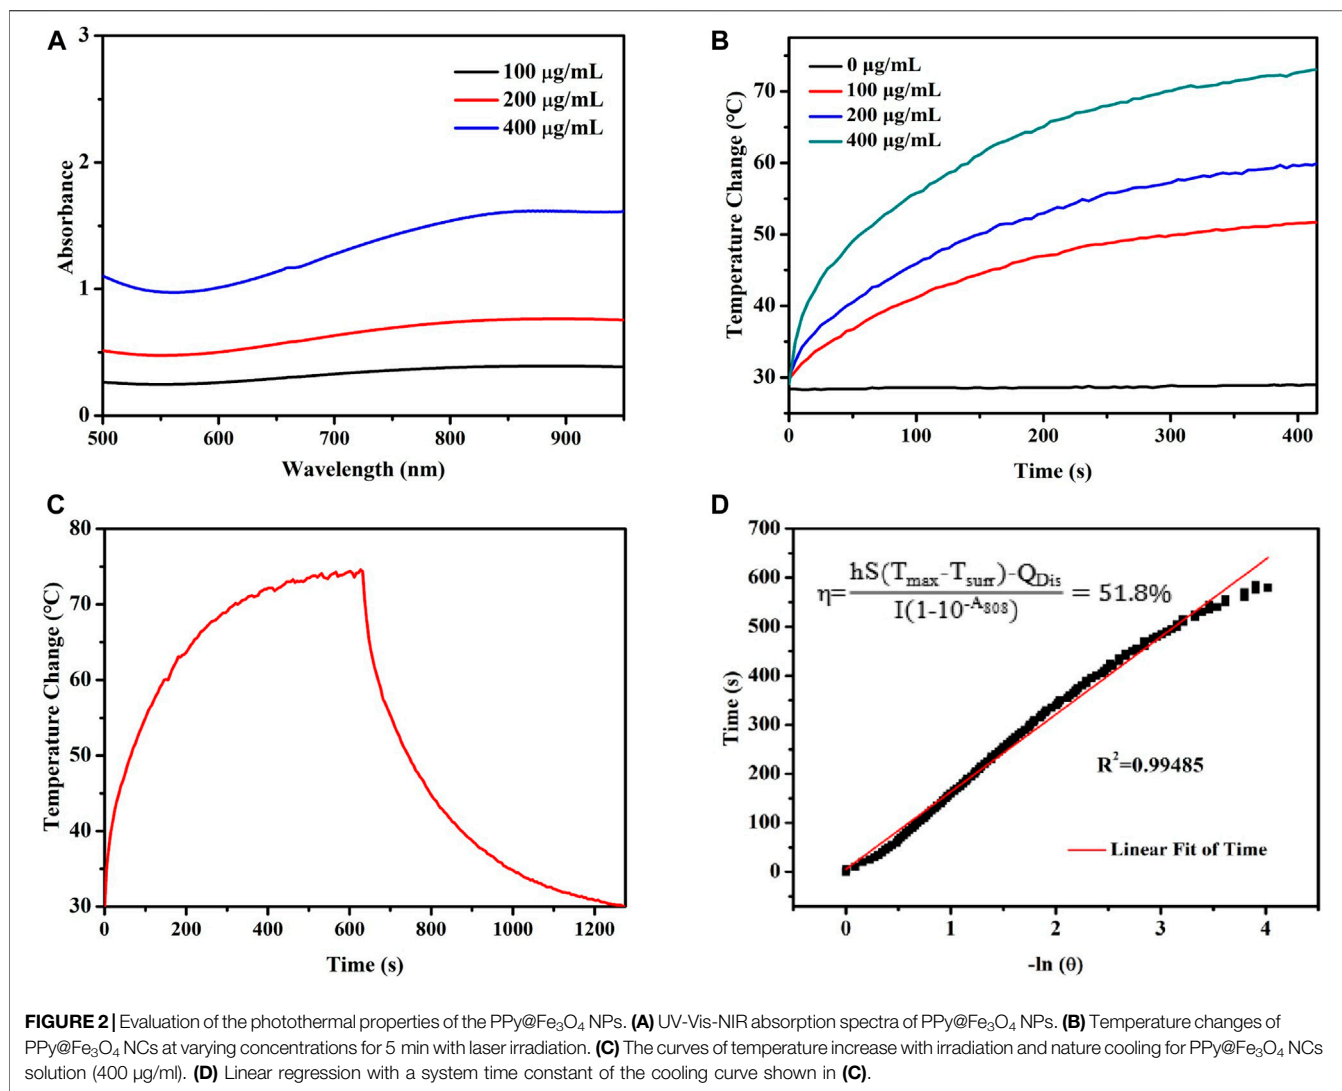 A
3
2
1
0
Absorbance
500
600
700
800
900
Wavelength (nm)
100 μg/mL
200 μg/mL
400 μg/mL
B
70
60
50
40
30
Temperature Change (°C)
0
100
200
300
400
Time (s)
0 μg/mL
100 μg/mL
200 μg/mL
400 μg/mL
C
80
70
60
50
40
30
Temperature Change (°C)
0
200
400
600
800
1000
1200
Time (s)
D
700
600
500
400
300
200
100
0
Time (s)
0
1
2
3
4
-ln (θ)
η= hS(Tmax-Tsurr)-QDis / I(1-10-A808) = 51.8%
R²=0.99485
Linear Fit of Time
FIGURE 2 | Evaluation of the photothermal properties of the PPy@Fe₃O₄ NPs. (A) UV-Vis-NIR absorption spectra of PPy@Fe₃O₄ NPs. (B) Temperature changes of
PPy@Fe₃O₄ NCs at varying concentrations for 5 min with laser irradiation. (C) The curves of temperature increase with irradiation and nature cooling for PPy@Fe₃O₄ NCs
solution (400 μg/ml). (D) Linear regression with a system time constant of the cooling curve shown in (C).